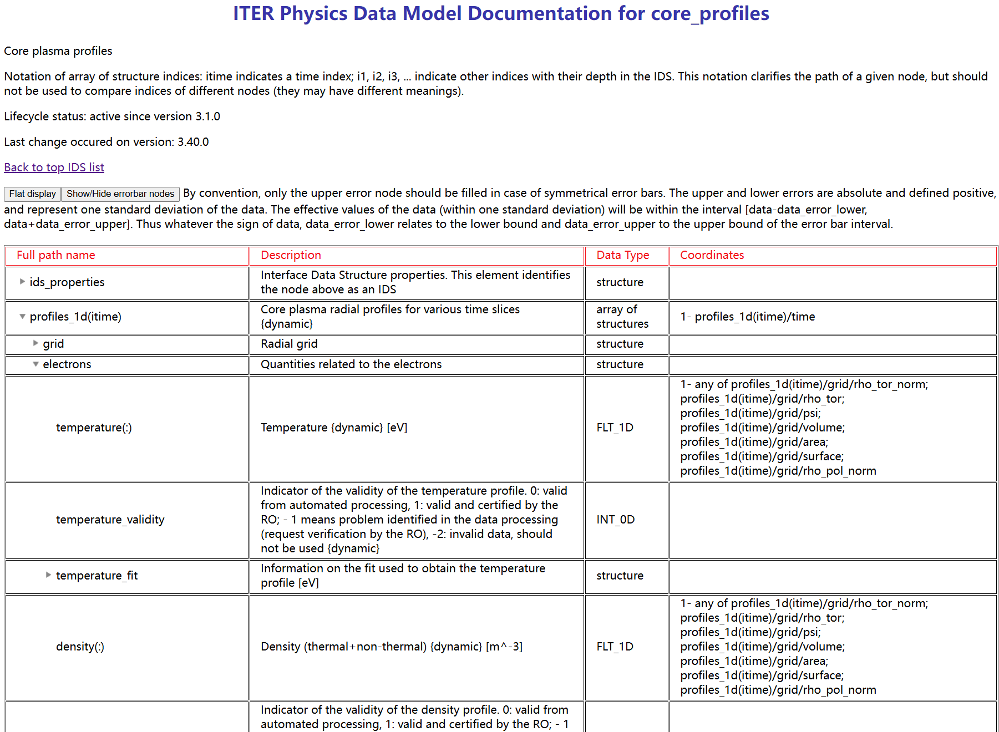 ITER Physics Data Model Documentation for core_profiles
Core plasma profiles
Notation of array of structure indices: itime indicates a time index; i1, i2, i3, ... indicate other indices with their depth in the IDS. This notation clarifies the path of a given node, but should
not be used to compare indices of different nodes (they may have different meanings).
Lifecycle status: active since version 3.1.0
Last change occured on version: 3.40.0
Back to top IDS list
Flat display Show/Hide errorbar nodes By convention, only the upper error node should be filled in case of symmetrical error bars. The upper and lower errors are absolute and defined positive,
and represent one standard deviation of the data. The effective values of the data (within one standard deviation) will be within the interval [data-data_error_lower,
data+data_error_upper]. Thus whatever the sign of data, data_error_lower relates to the lower bound and data_error_upper to the upper bound of the error bar interval.
Full path name Description Data Type Coordinates
ids_properties
Interface Data Structure properties. This element identifies
the node above as an IDS
structure
profiles_1d(itime)
Core plasma radial profiles for various time slices
{dynamic}
array of
structures
1- profiles_1d(itime)/time
grid Radial grid structure
electrons Quantities related to the electrons structure
temperature(:)
Temperature {dynamic} [eV]
FLT_1D
1- any of profiles_1d(itime)/grid/rho_tor_norm;
profiles_1d(itime)/grid/rho_tor;
profiles_1d(itime)/grid/psi;
profiles_1d(itime)/grid/volume;
profiles_1d(itime)/grid/area;
profiles_1d(itime)/grid/surface;
profiles_1d(itime)/grid/rho_pol_norm
temperature_validity
Indicator of the validity of the temperature profile. 0: valid
from automated processing, 1: valid and certified by the
RO; - 1 means problem identified in the data processing
(request verification by the RO), -2: invalid data, should
not be used {dynamic}
INT_0D
temperature_fit
Information on the fit used to obtain the temperature
profile [eV]
structure
density(:)
Density (thermal+non-thermal) {dynamic} [m^-3]
FLT_1D
1- any of profiles_1d(itime)/grid/rho_tor_norm;
profiles_1d(itime)/grid/rho_tor;
profiles_1d(itime)/grid/psi;
profiles_1d(itime)/grid/volume;
profiles_1d(itime)/grid/area;
profiles_1d(itime)/grid/surface;
profiles_1d(itime)/grid/rho_pol_norm
Indicator of the validity of the density profile. 0: valid from
automated processing, 1: valid and certified by the RO; - 1